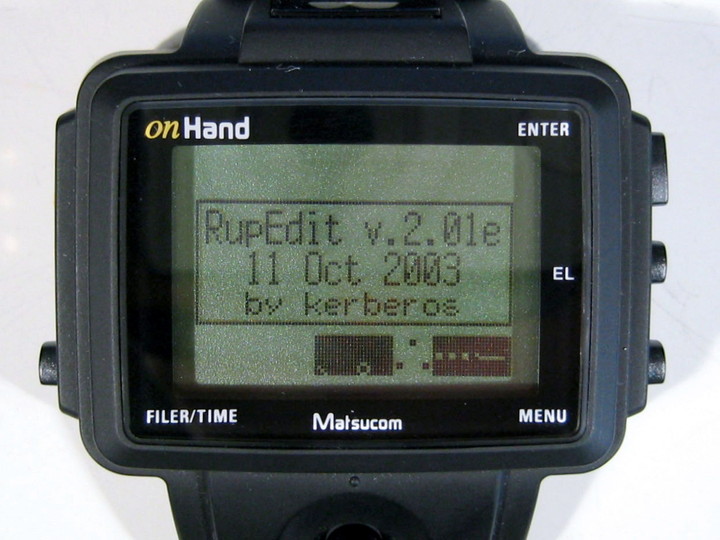 onHand
ENTER
RupEdit v.2.01e
11 Oct 2003
by kerberos
EL
FILER/TIME
Matsucom
MENU